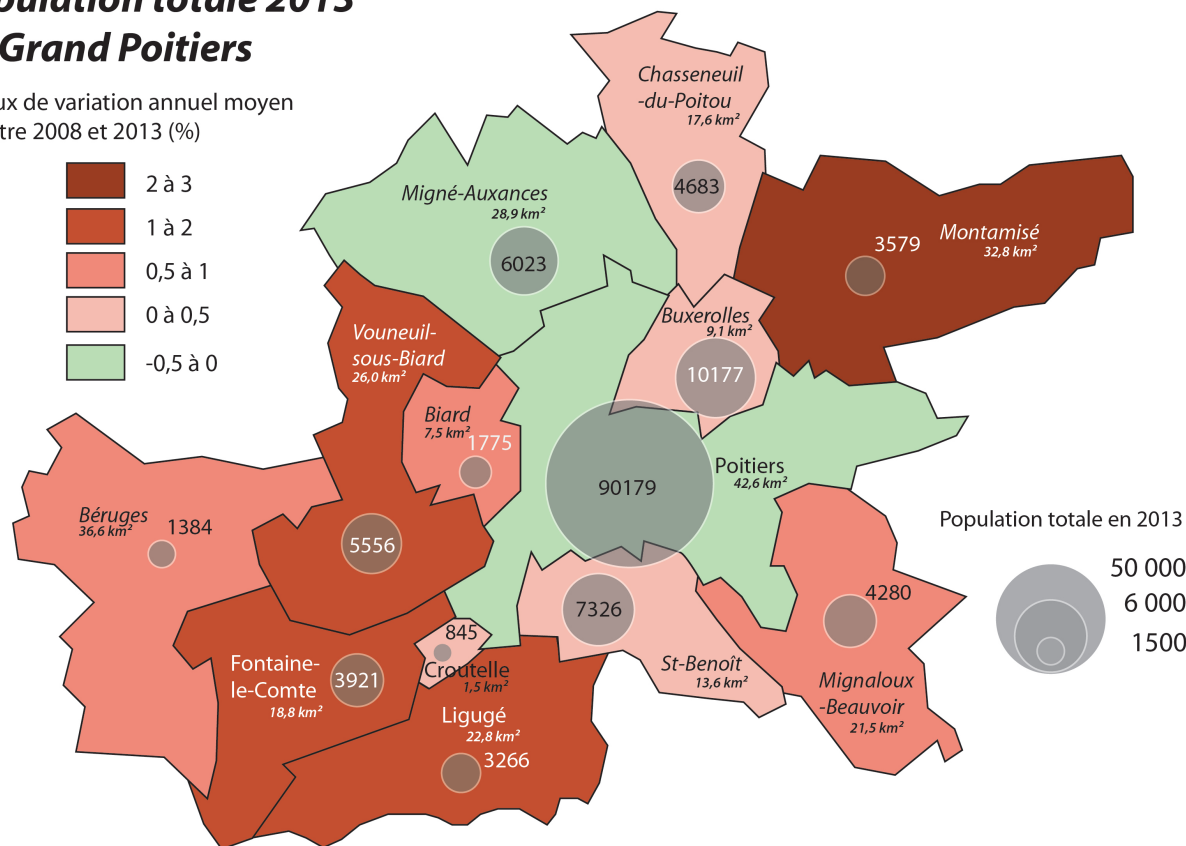 Grand Poitiers
de variation annuel moyen
2008 et 2013 (%)
2 à 3
1 à 2
0,5 à 1
0 à 0,5
-0,5 à 0
Chasseneuil
-du-Poitou
17,6 km²
4683
Migné-Auxances
28,9 km²
6023
Montamisé
32,8 km²
3579
Buxerolles
9,1 km²
10177
Vouneuil-
sous-Biard
26,0 km²
5556
Biard
7,5 km²
1775
Poitiers
42,6 km²
90179
Béruges
36,6 km²
1384
Fontaine-
le-Comte
18,8 km²
3921
845
Croutelle
1,5 km²
Ligugé
22,8 km²
3266
7326
St-Benoît
13,6 km²
4280
Mignaloux
-Beauvoir
21,5 km²
Population totale en 2013
50 000
6 000
1500